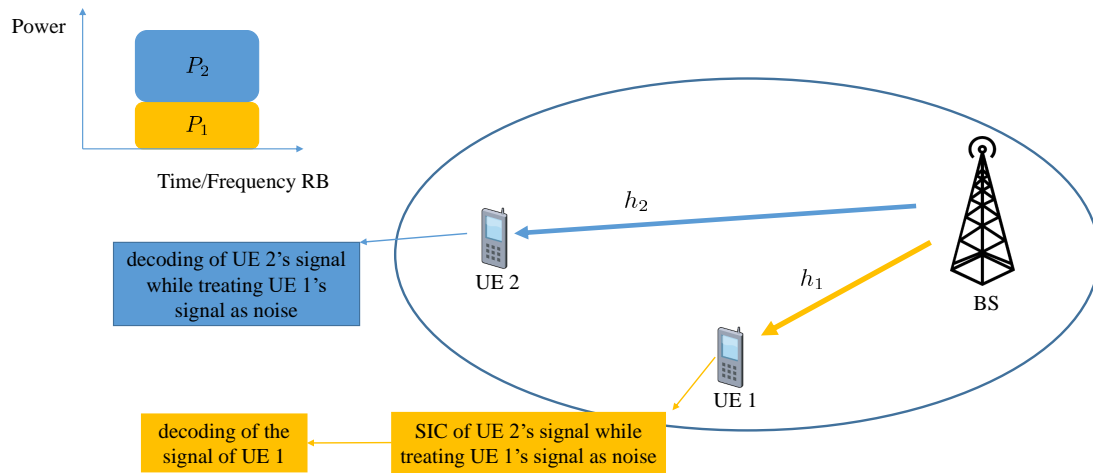 Power
P₂
P₁
Time/Frequency RB
h₂
UE 2
decoding of UE 2’s signal
while treating UE 1’s
signal as noise
h₁
BS
UE 1
SIC of UE 2’s signal while
treating UE 1’s signal as noise
decoding of the
signal of UE 1